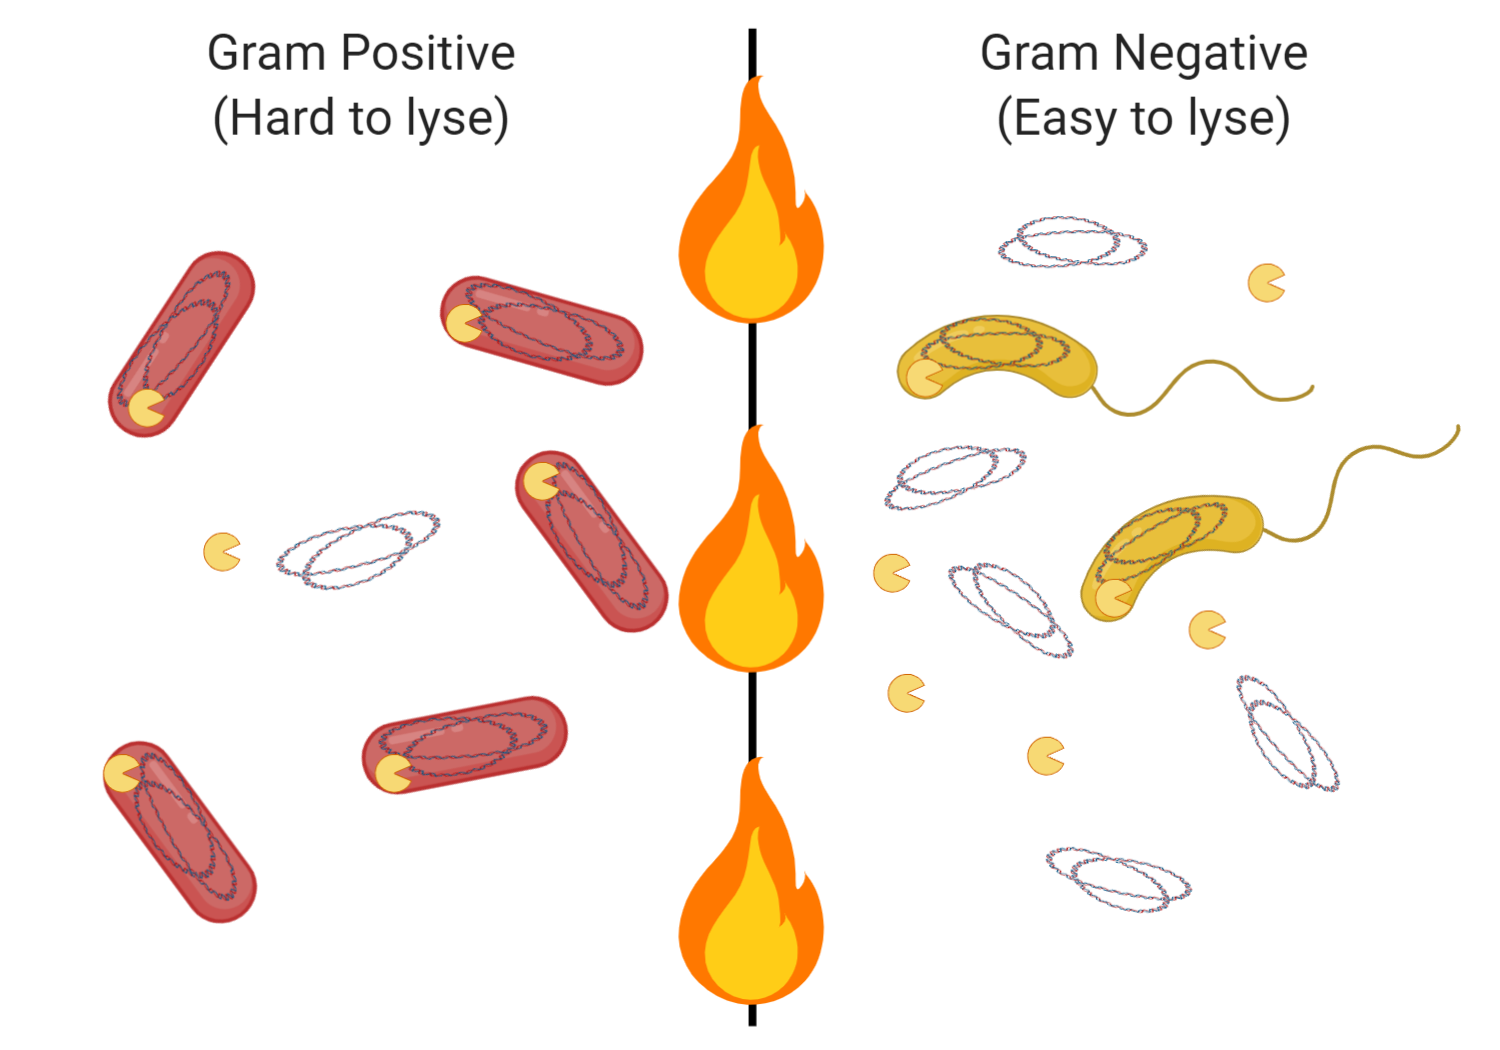 Gram Positive
(Hard to lyse)
Gram Negative
(Easy to lyse)